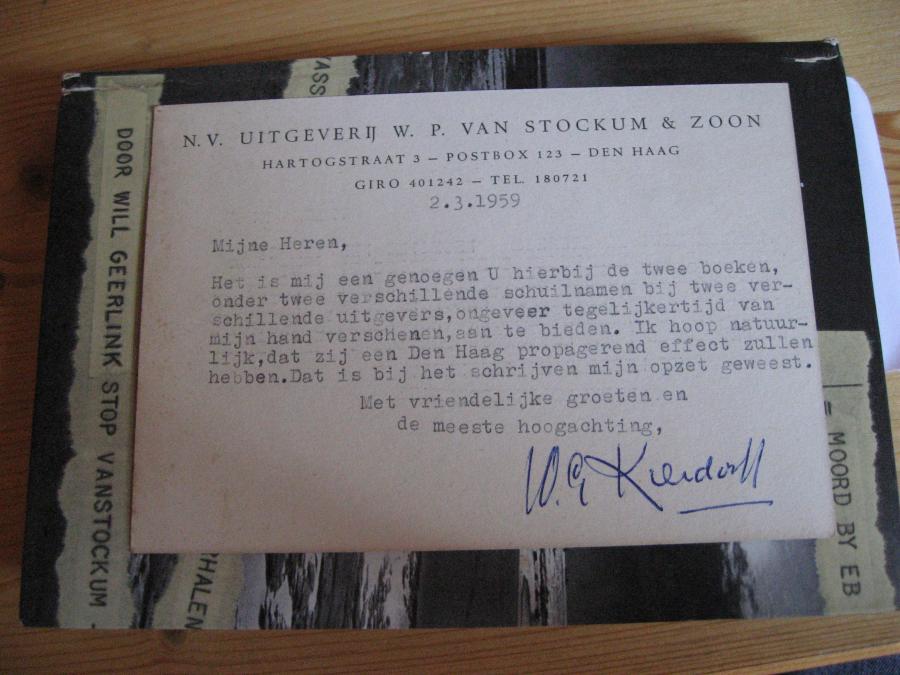 N.V. UITGEVERIJ W. P. VAN STOCKUM & ZOON
HARTOGSTRAAT 3 – POSTBOX 123 – DEN HAAG
GIRO 401242 – TEL. 180721
2.3.1959
Mijne Heren,
Het is mij een genoegen U hierbij de twee boeken,
onder twee verschillende schuilnamen bij twee ver-
schillende uitgevers,ongeveer tegelijkertijd van
mijn hand verschenen,aan te bieden. Ik hoop natuur-
lijk,dat zij een Den Haag propagerend effect zullen
hebben.Dat is bij het schrijven mijn opzet geweest.
Met vriendelijke groeten en
de meeste hoogachting,
W.G. Kierdorff
DOOR WILL GEERLINK STOP VANSTOCKUM
ASS
HALEN
= MOORD BY EB